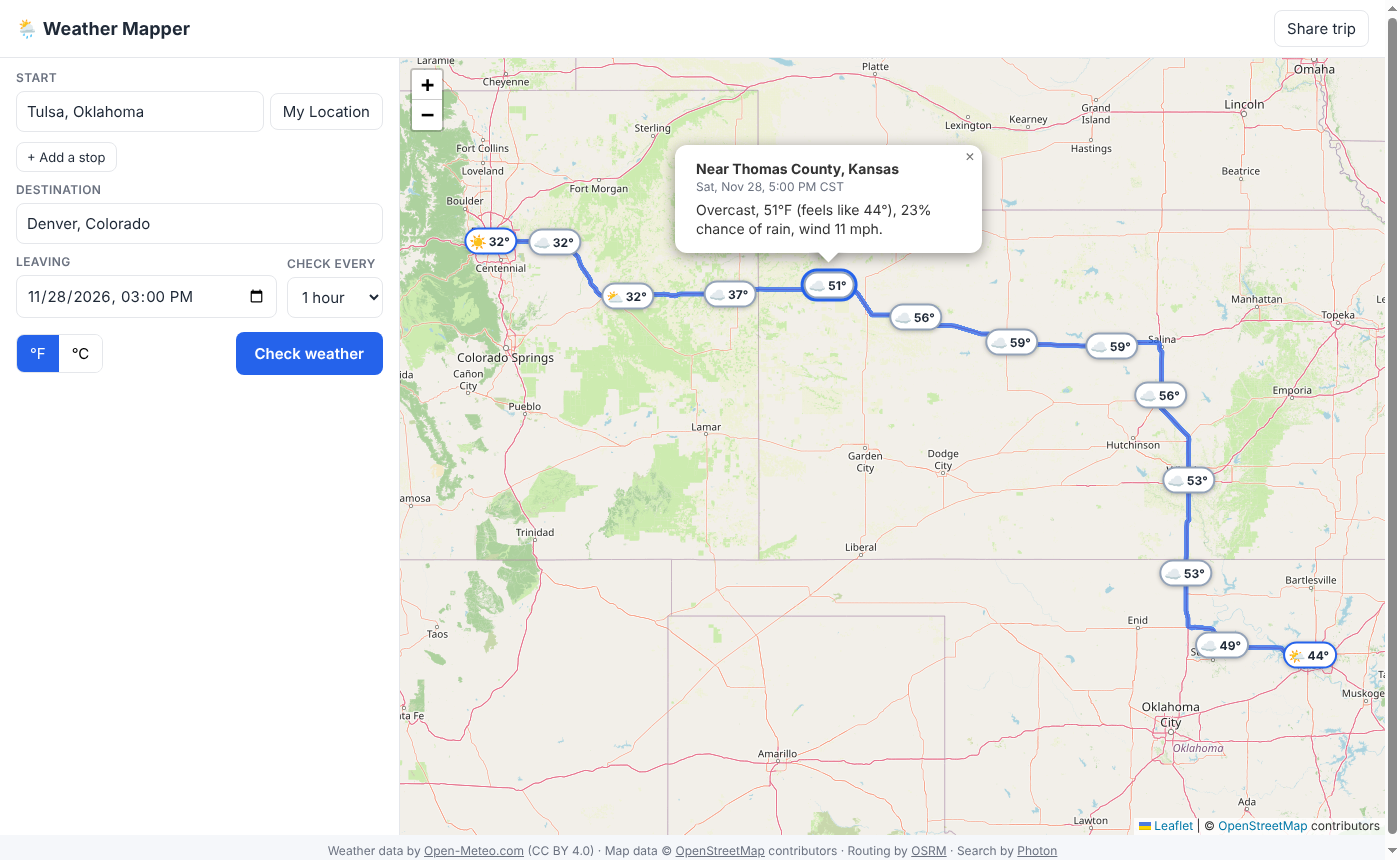 Weather Mapper
Share trip
START
Tulsa, Oklahoma
My Location
+ Add a stop
DESTINATION
Denver, Colorado
LEAVING
CHECK EVERY
11/28/2026, 03:00 PM
1 hour
°F
°C
Check weather
+
−
Laramie
Cheyenne
Platte
Omaha
Lincoln
Grand
Island
Kearney
Lexington
Sterling
Hastings
Fort Collins
Loveland
Beatrice
Fort Morgan
Boulder
×
Near Thomas County, Kansas
Sat, Nov 28, 5:00 PM CST
Overcast, 51°F (feels like 44°), 23%
chance of rain, wind 11 mph.
32°
32°
Centennial
32°
37°
51°
56°
59°
59°
Salina
Manhattan
Topeka
Colorado Springs
ida
Cañon
City
Pueblo
56°
Emporia
Lamar
Hutchinson
Garden
City
Dodge
City
53°
amosa
Trinidad
Liberal
53°
Bartlesville
Taos
Enid
49°
44°
Muskoge
ta Fe
Oklahoma
City
Oklahoma
Amarillo
Ada
Lawton
Leaflet | © OpenStreetMap contributors
Weather data by Open-Meteo.com (CC BY 4.0) · Map data © OpenStreetMap contributors · Routing by OSRM · Search by Photon